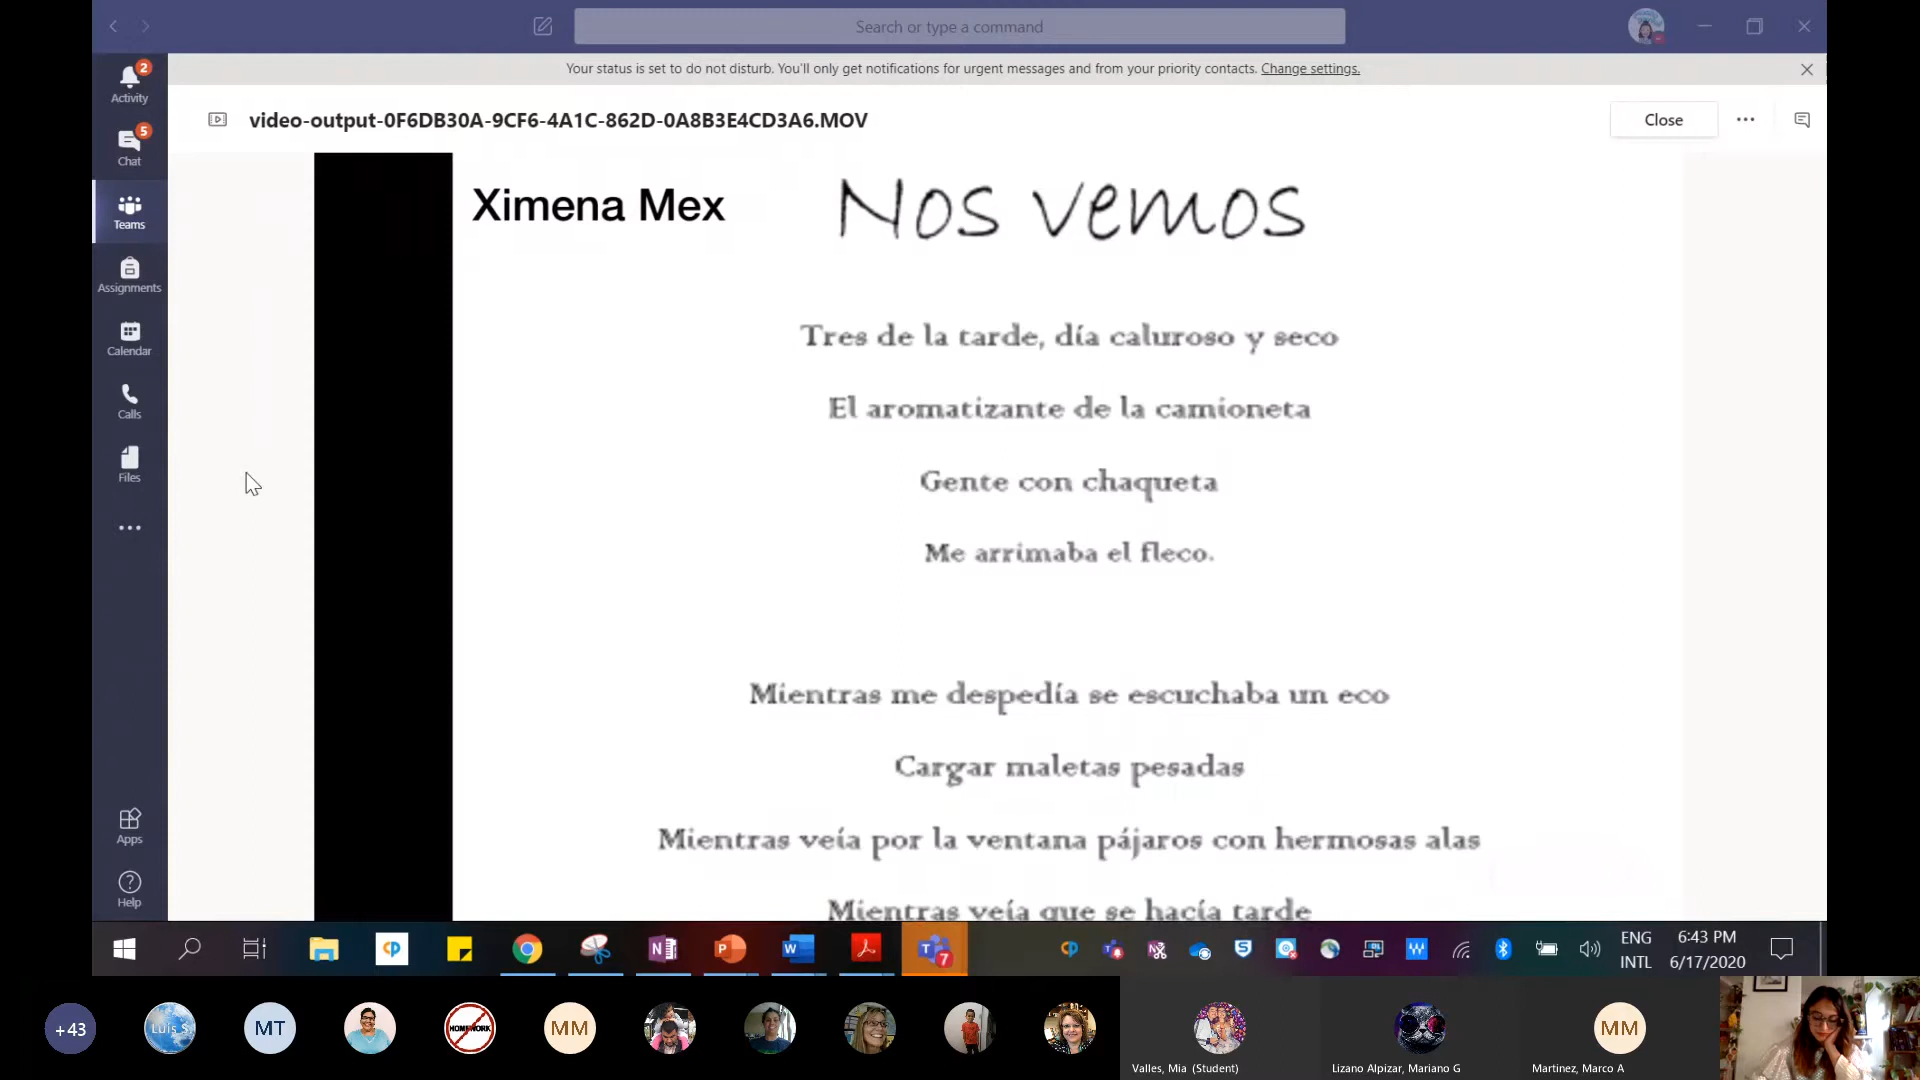 Search or type a command
Your status is set to do not disturb. You'll only get notifications for urgent messages and from your priority contacts. Change settings.
2
Activity
5
Chat
Teams
Assignments
Calendar
Calls
Files
Apps
Help
video-output-0F6DB30A-9CF6-4A1C-862D-0A8B3E4CD3A6.MOV
Close
Ximena Mex
Nos vemos
Tres de la tarde, día caluroso y seco
El aromatizante de la camioneta
Gente con chaqueta
Me arrimaba el fleco.
Mientras me despedía se escuchaba un eco
Cargar maletas pesadas
Mientras veía por la ventana pájaros con hermosas alas
Mientras veía que se hacía tarde
7
ENG
INTL
6:43 PM
6/17/2020
+43
Luis S
MT
HOMEWORK
MM
Valles, Mia (Student)
Lizano Alpizar, Mariano G
MM
Martinez, Marco A